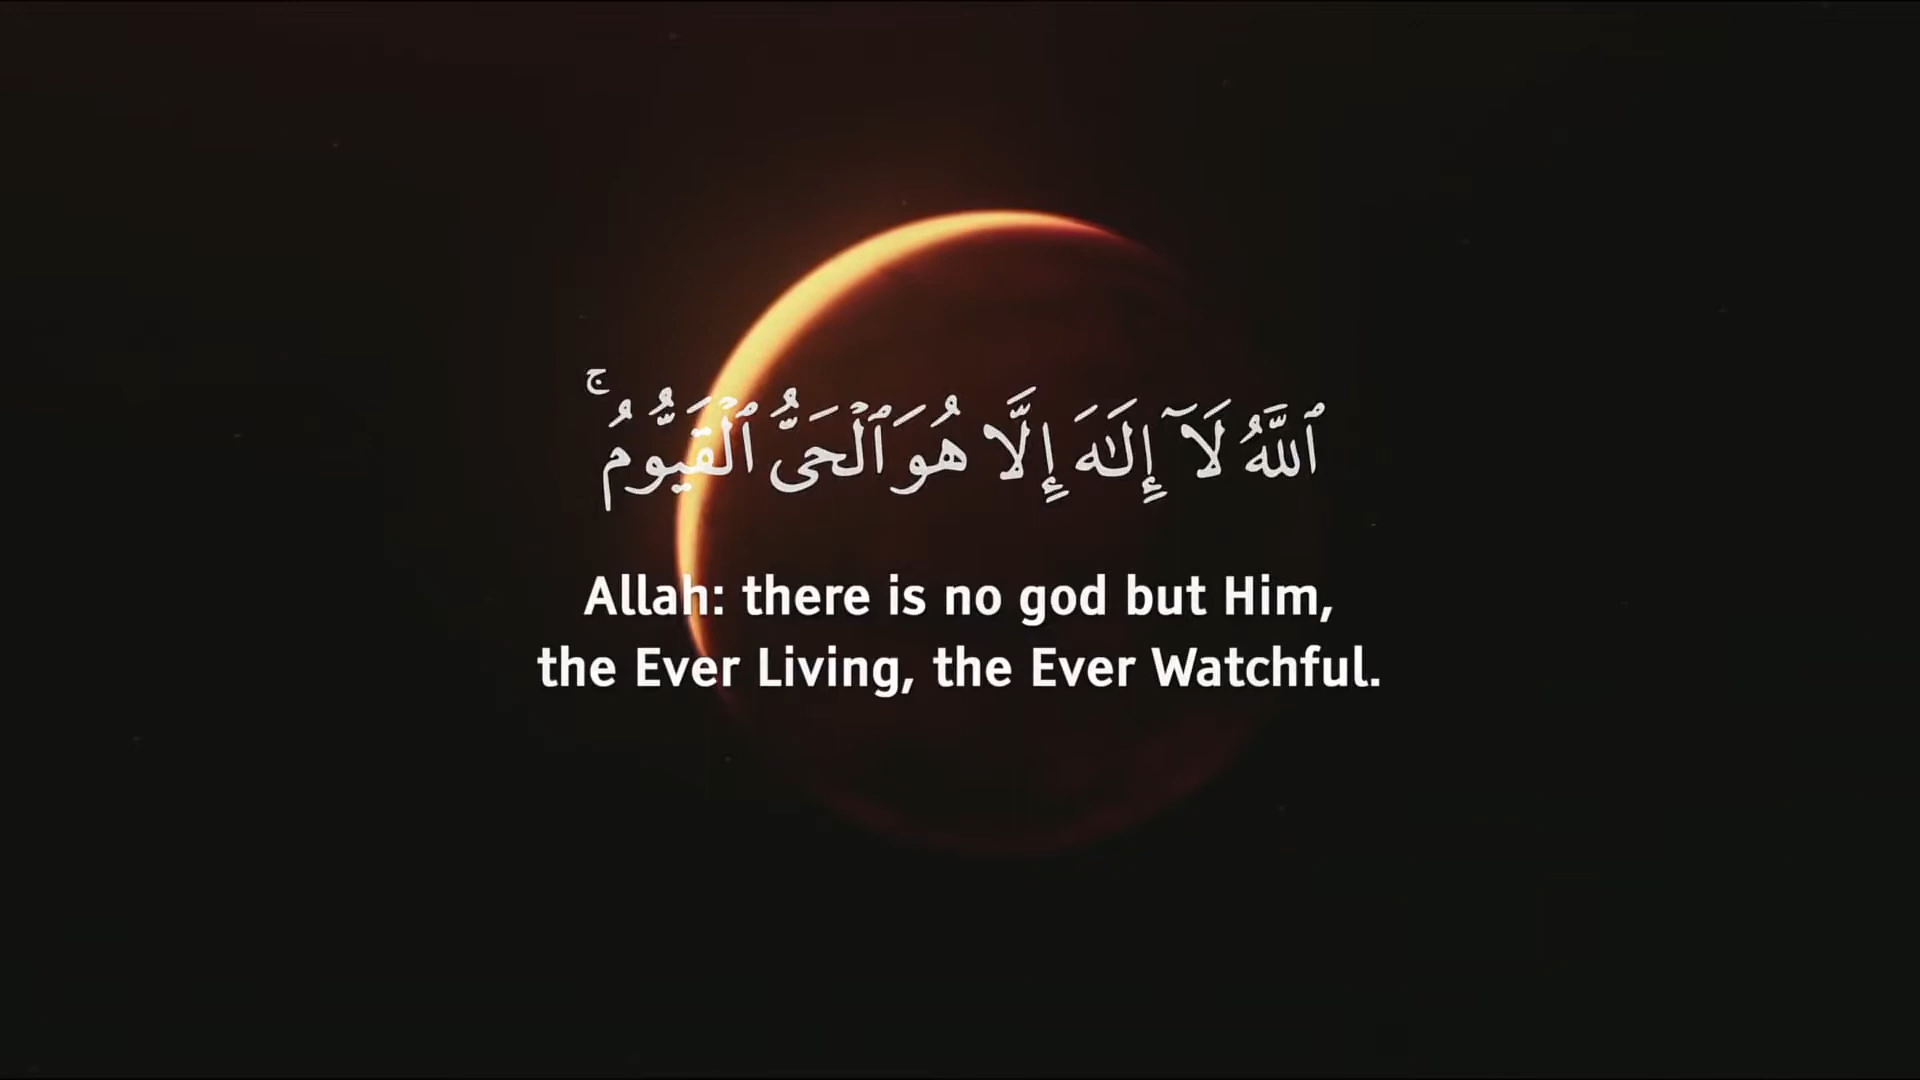 ٱللَّهُ لَآ إِلَـٰهَ إِلَّا هُوَ ٱلْحَىُّ ٱلْقَيُّومُ ۚ
Allah: there is no god but Him,
the Ever Living, the Ever Watchful.